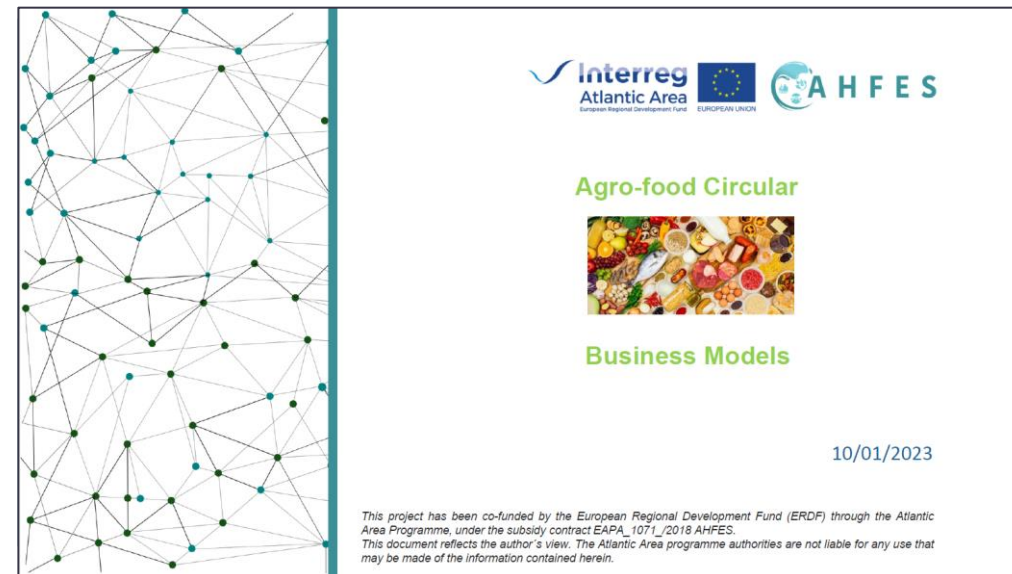 Interreg
Atlantic Area
European Regional Development Fund
EUROPEAN UNION
AHFES
Agro-food Circular
Business Models
10/01/2023
This project has been co-funded by the European Regional Development Fund (ERDF) through the Atlantic
Area Programme, under the subsidy contract EAPA_1071_/2018 AHFES.
This document reflects the author´s view. The Atlantic Area programme authorities are not liable for any use that
may be made of the information contained herein.